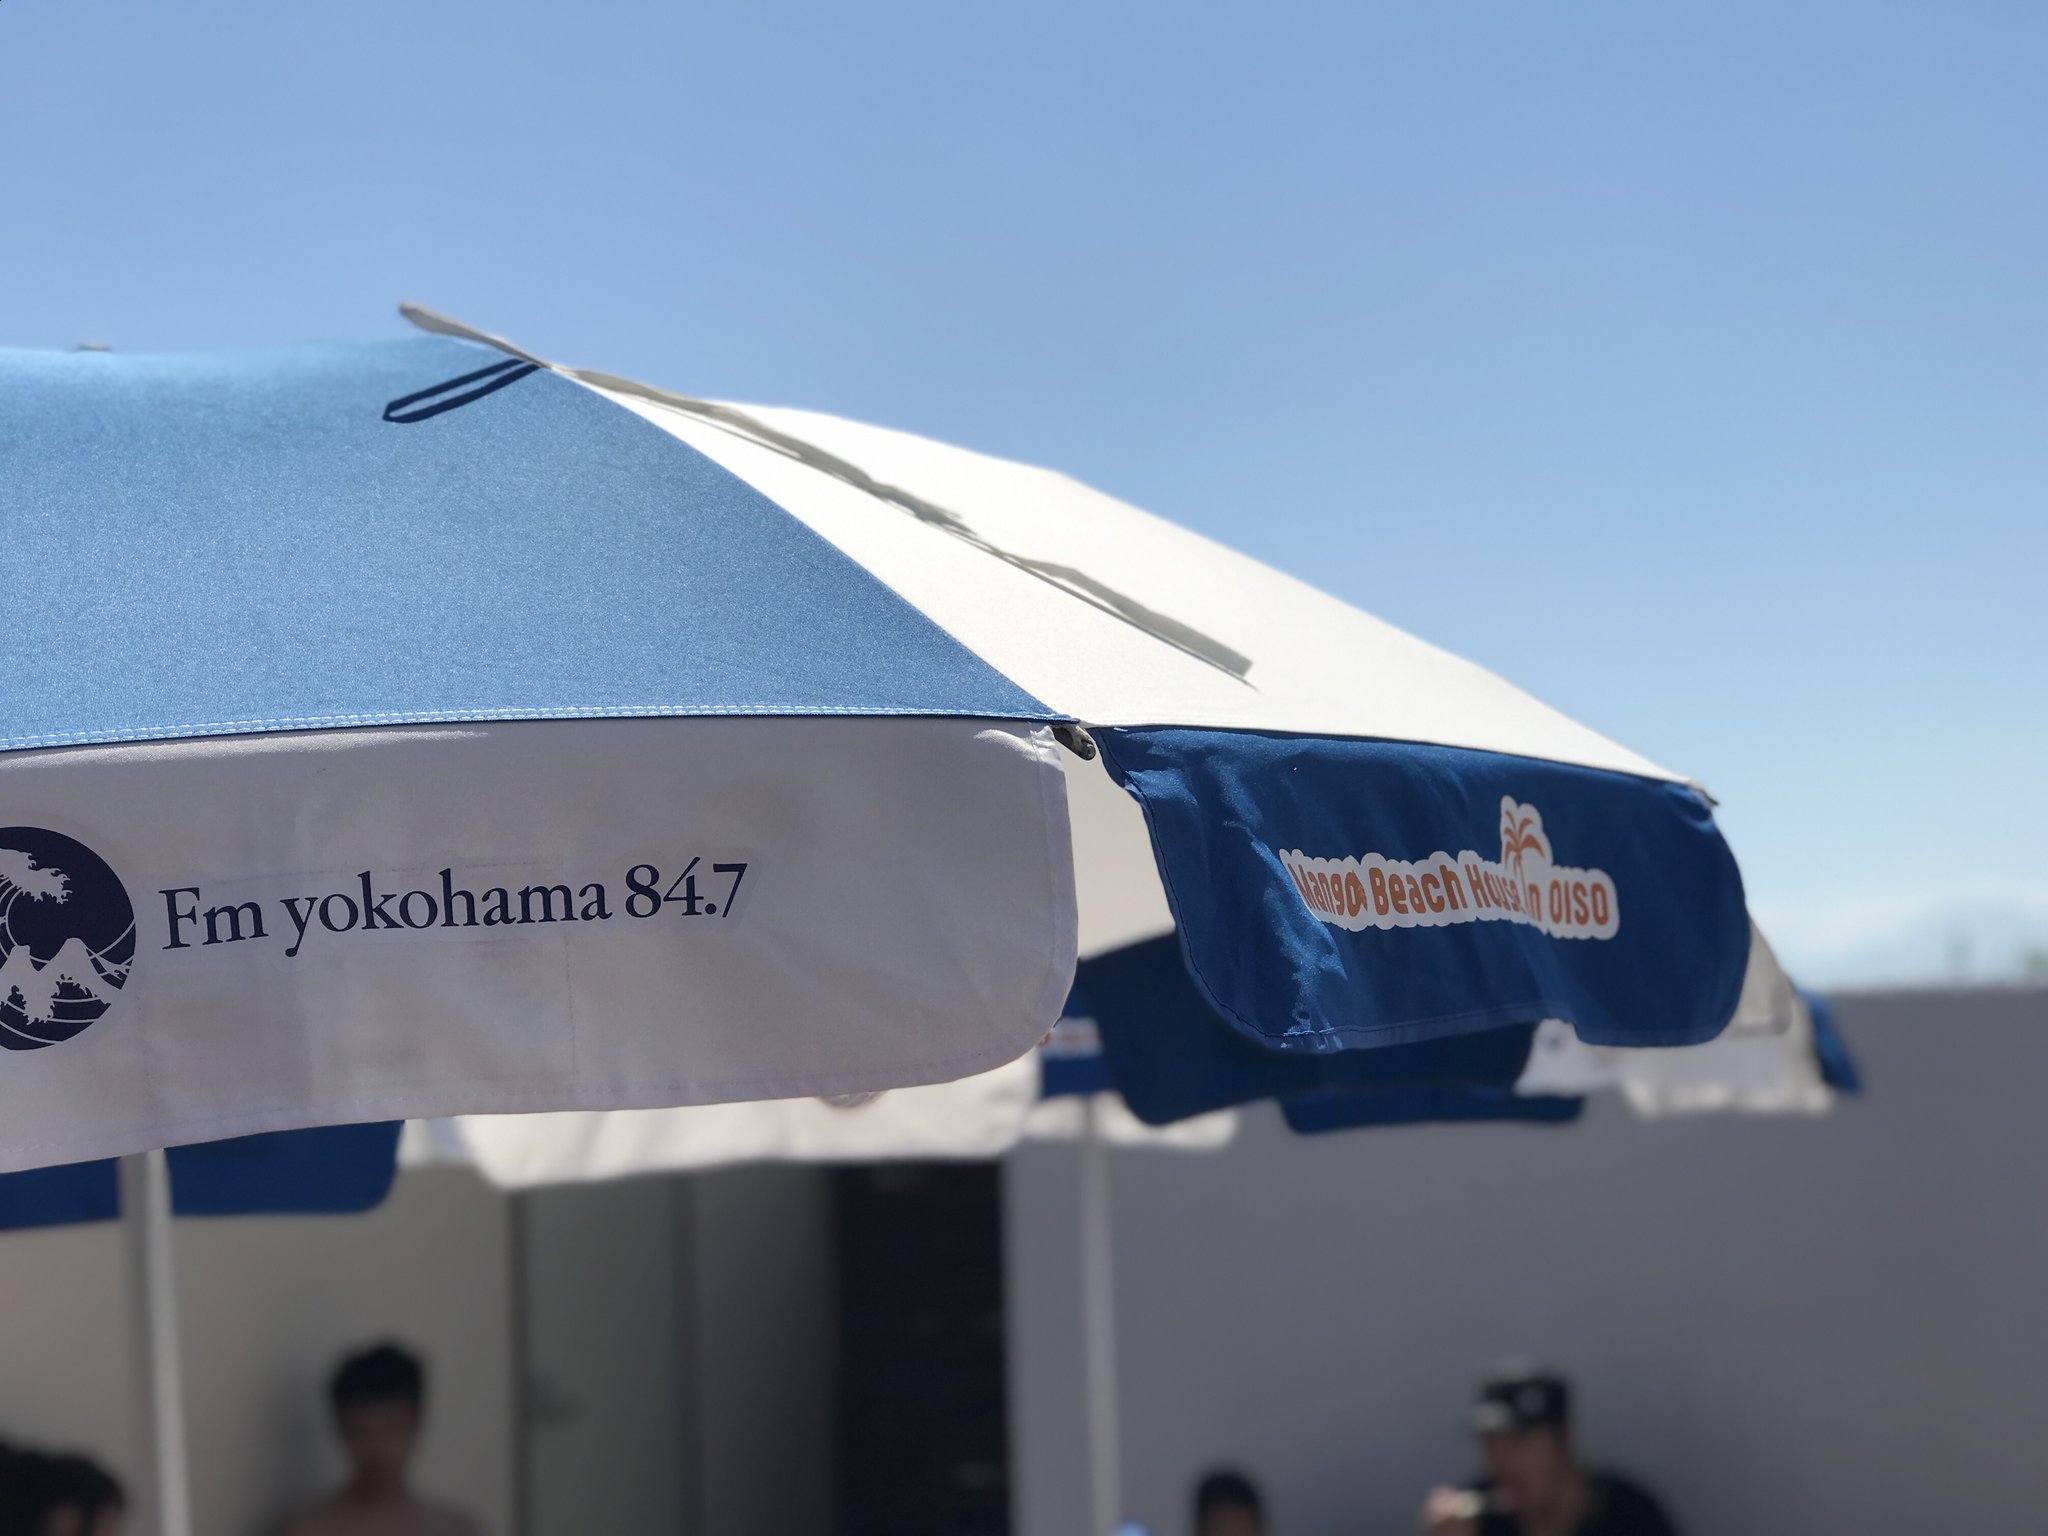 Fm yokohama 84.7
Mango Beach House In OISO